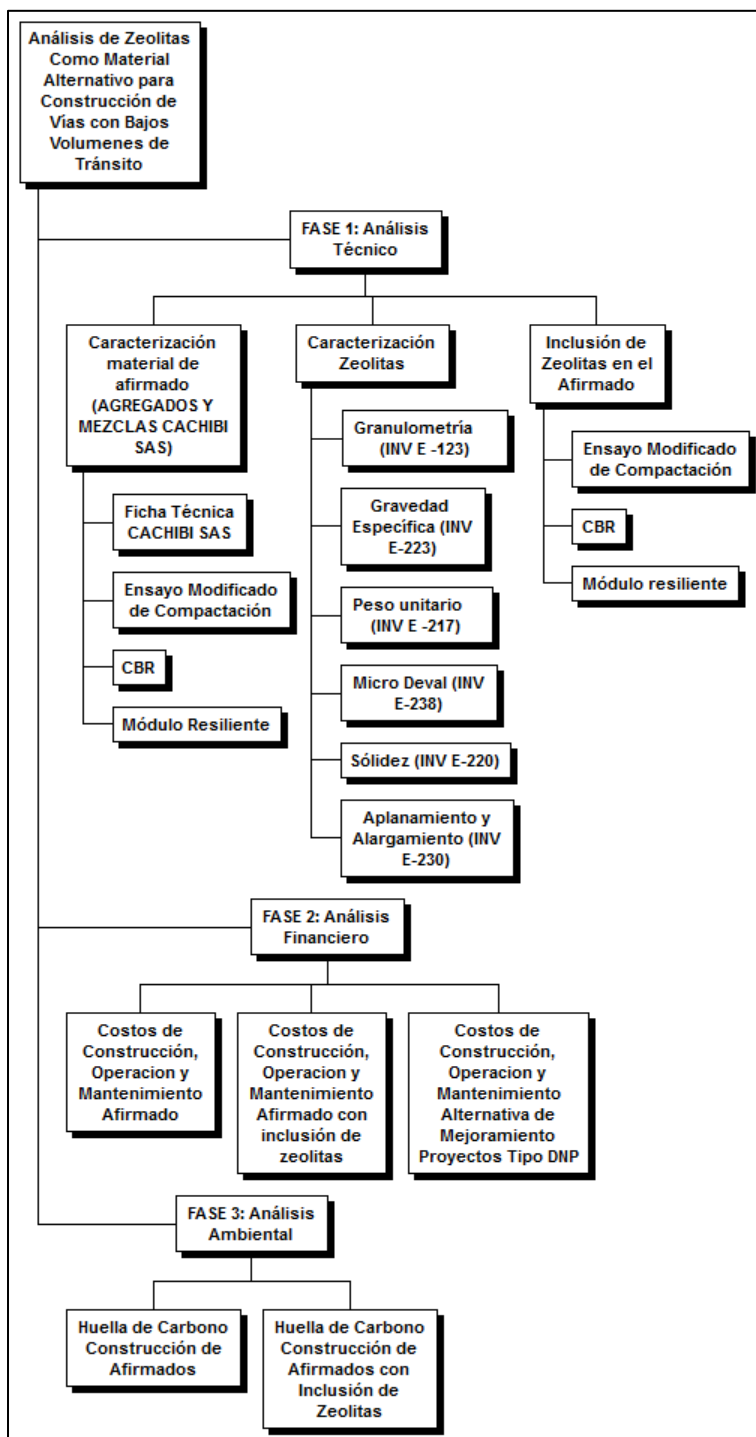 Análisis de Zeolitas
Como Material
Alternativo para
Construcción de
Vías con Bajos
Volumenes de
Tránsito
FASE 1: Análisis
Técnico
Caracterización
material de
afirmado
(AGREGADOS Y
MEZCLAS CACHIBI
SAS)
Ficha Técnica
CACHIBI SAS
Ensayo Modificado
de Compactación
CBR
Módulo Resiliente
Caracterización
Zeolitas
Granulometría
(INV E -123)
Gravedad
Específica (INV
E-223)
Peso unitario
(INV E -217)
Micro Deval (INV
E-238)
Sólidez (INV E-220)
Aplanamiento y
Alargamiento (INV
E-230)
Inclusión de
Zeolitas en el
Afirmado
Ensayo Modificado
de Compactación
CBR
Módulo resiliente
FASE 2: Análisis
Financiero
Costos de
Construcción,
Operacion y
Mantenimiento
Afirmado
Costos de
Construcción,
Operacion y
Mantenimiento
Afirmado con
inclusión de
zeolitas
Costos de
Construcción,
Operacion y
Mantenimiento
Alternativa de
Mejoramiento
Proyectos Tipo DNP
FASE 3: Análisis
Ambiental
Huella de Carbono
Construcción de
Afirmados
Huella de Carbono
Construcción de
Afirmados con
Inclusión de
Zeolitas